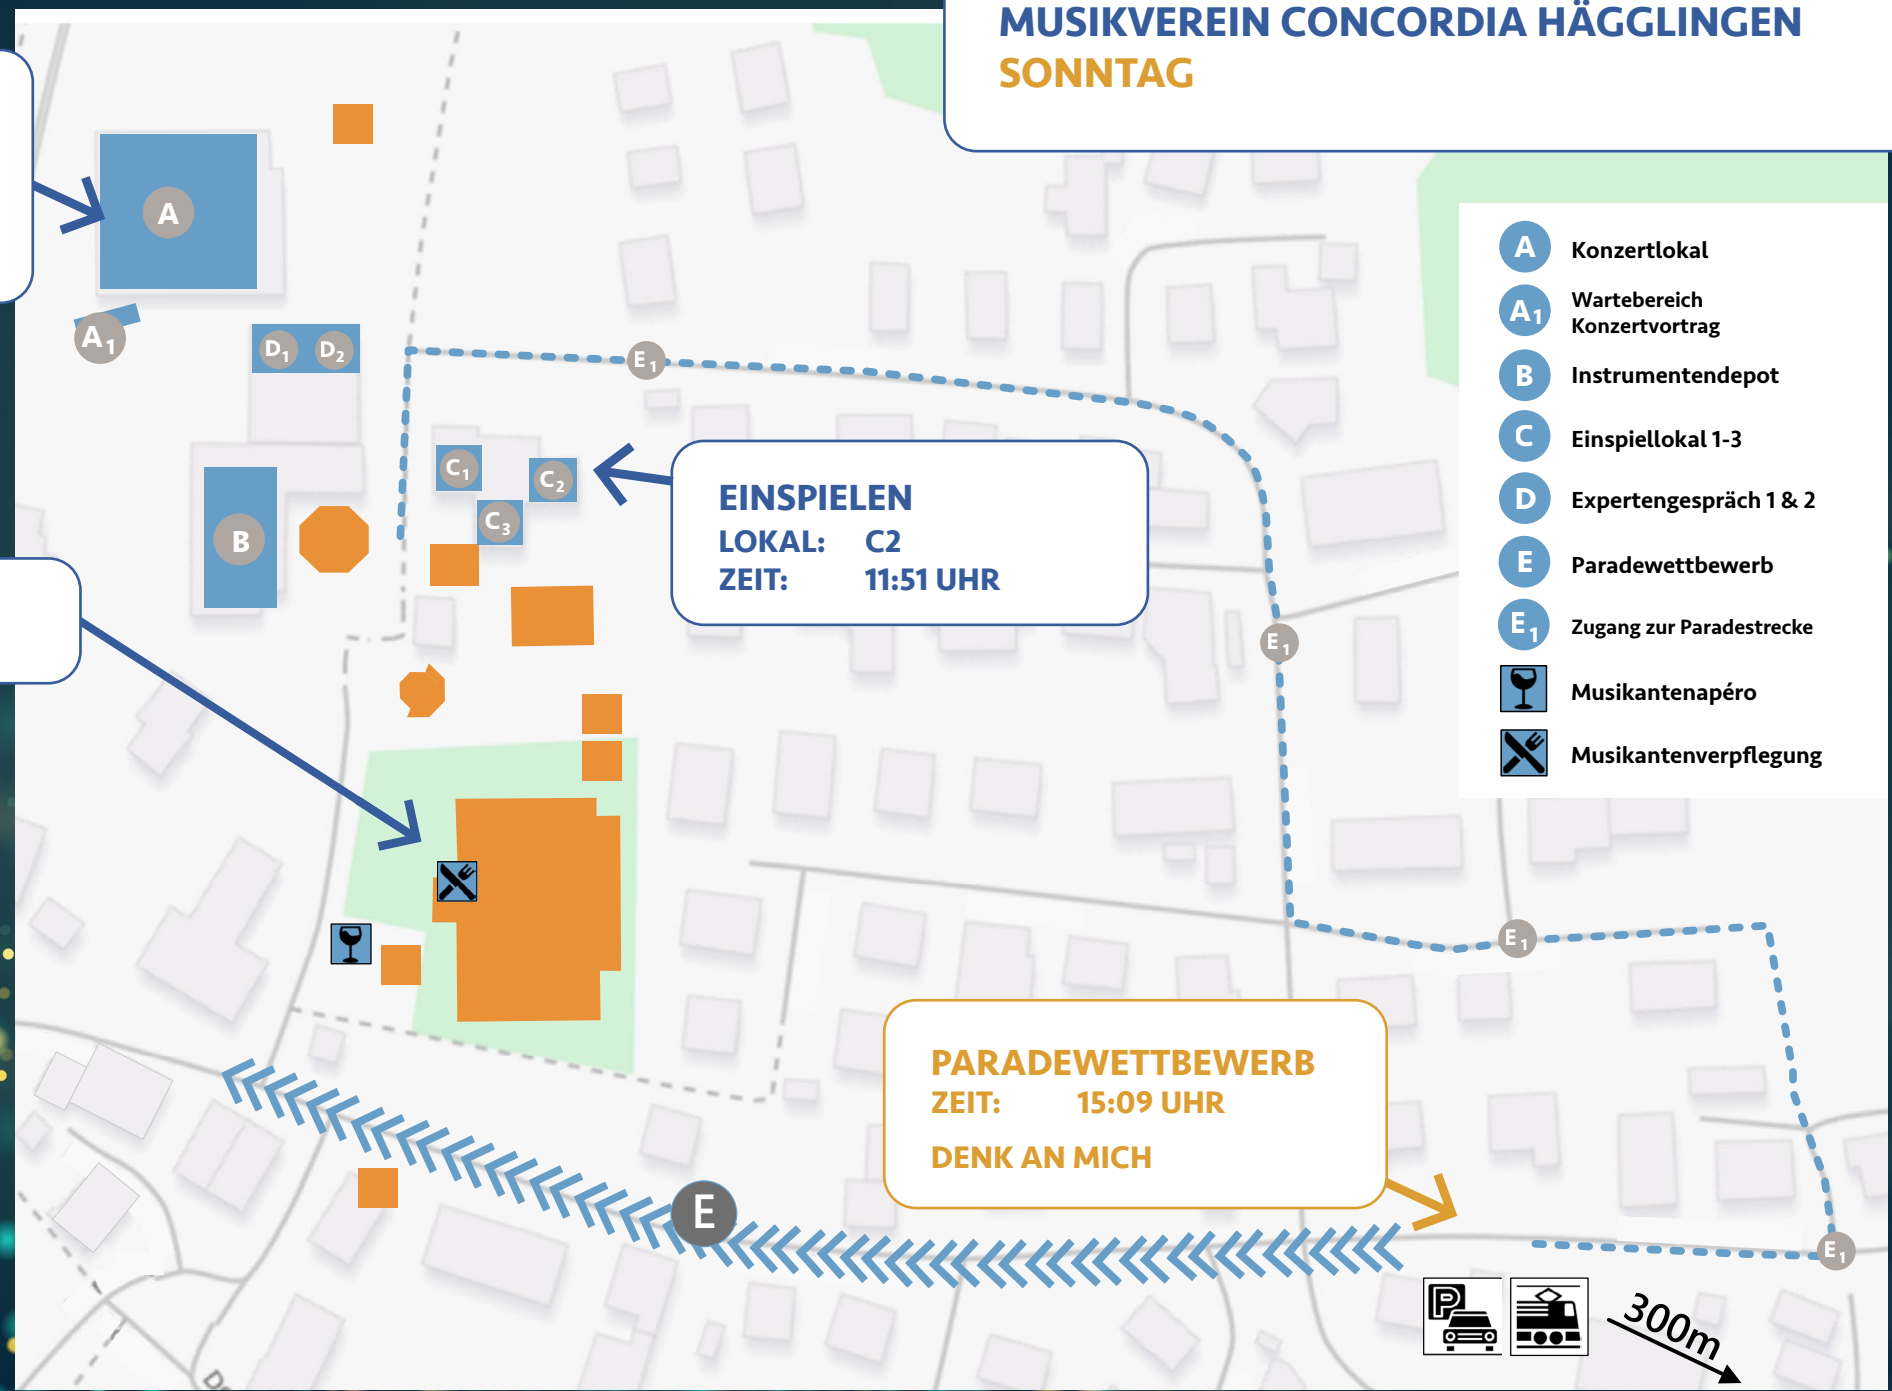 MUSIKVEREIN CONCORDIA HÄGGLINGEN
SONNTAG
A
A1
D1
D2
E1
C1
C2
C3
B
EINSPIELEN
LOKAL: C2
ZEIT: 11:51 UHR
E1
E1
PARADEWETTBEWERB
ZEIT: 15:09 UHR
DENK AN MICH
E
E1
P
300m
A Konzertlokal
A1 Wartebereich
Konzertvortrag
B Instrumentendepot
C Einspiellokal 1-3
D Expertengespräch 1 & 2
E Paradewettbewerb
E1 Zugang zur Paradestrecke
Musikantenapéro
Musikantenverpflegung